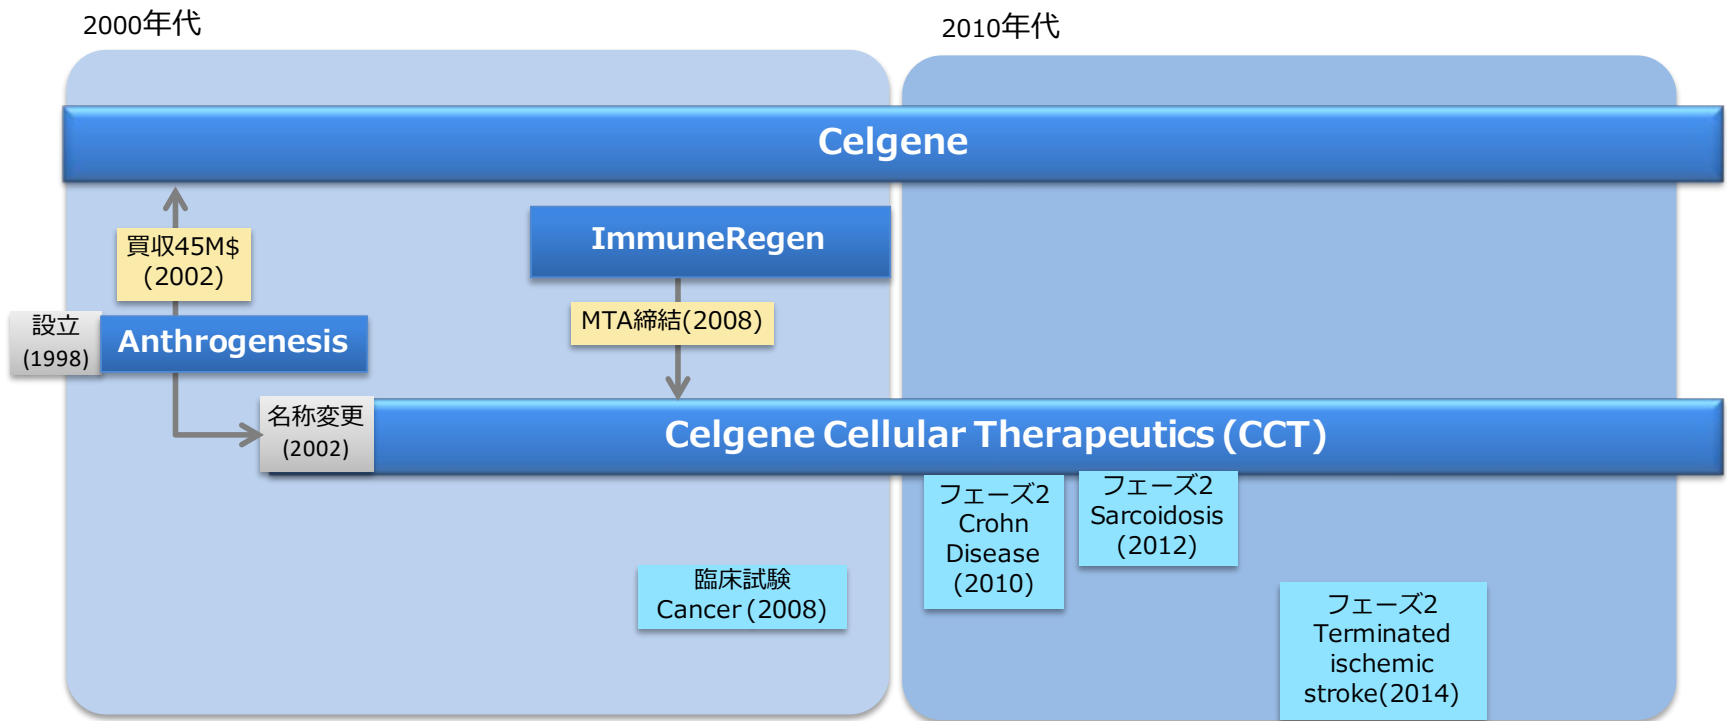 2000年代
2010年代
Celgene
買収45M$
(2002)
ImmuneRegen
MTA締結(2008)
設立
(1998)
Anthrogenesis
名称変更
(2002)
Celgene Cellular Therapeutics (CCT)
フェーズ2
Crohn
Disease
(2010)
フェーズ2
Sarcoidosis
(2012)
臨床試験
Cancer (2008)
フェーズ2
Terminated
ischemic
stroke(2014)